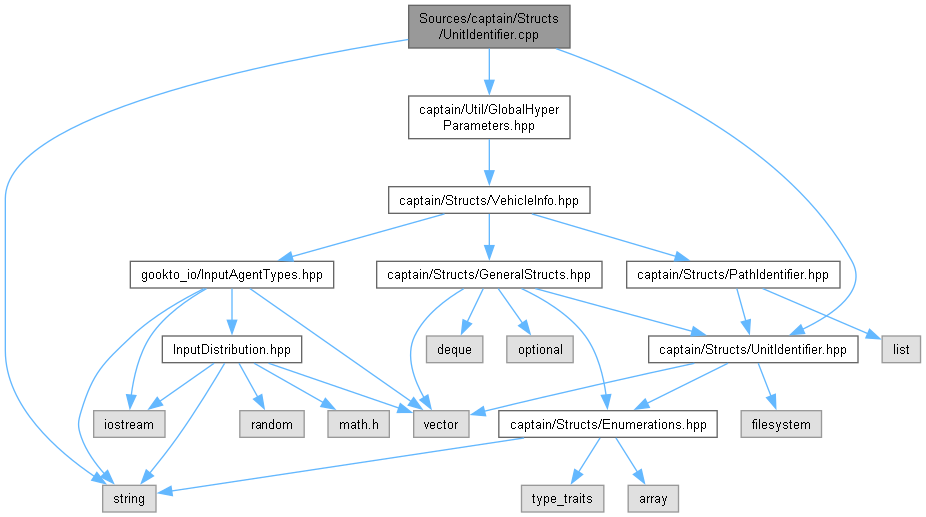 Sources/captain/Structs
/UnitIdentifier.cpp
captain/Util/GlobalHyper
Parameters.hpp
captain/Structs/VehicleInfo.hpp
gookto_io/InputAgentTypes.hpp
captain/Structs/GeneralStructs.hpp
captain/Structs/PathIdentifier.hpp
InputDistribution.hpp
deque
optional
captain/Structs/UnitIdentifier.hpp
list
iostream
random
math.h
vector
captain/Structs/Enumerations.hpp
filesystem
string
type_traits
array